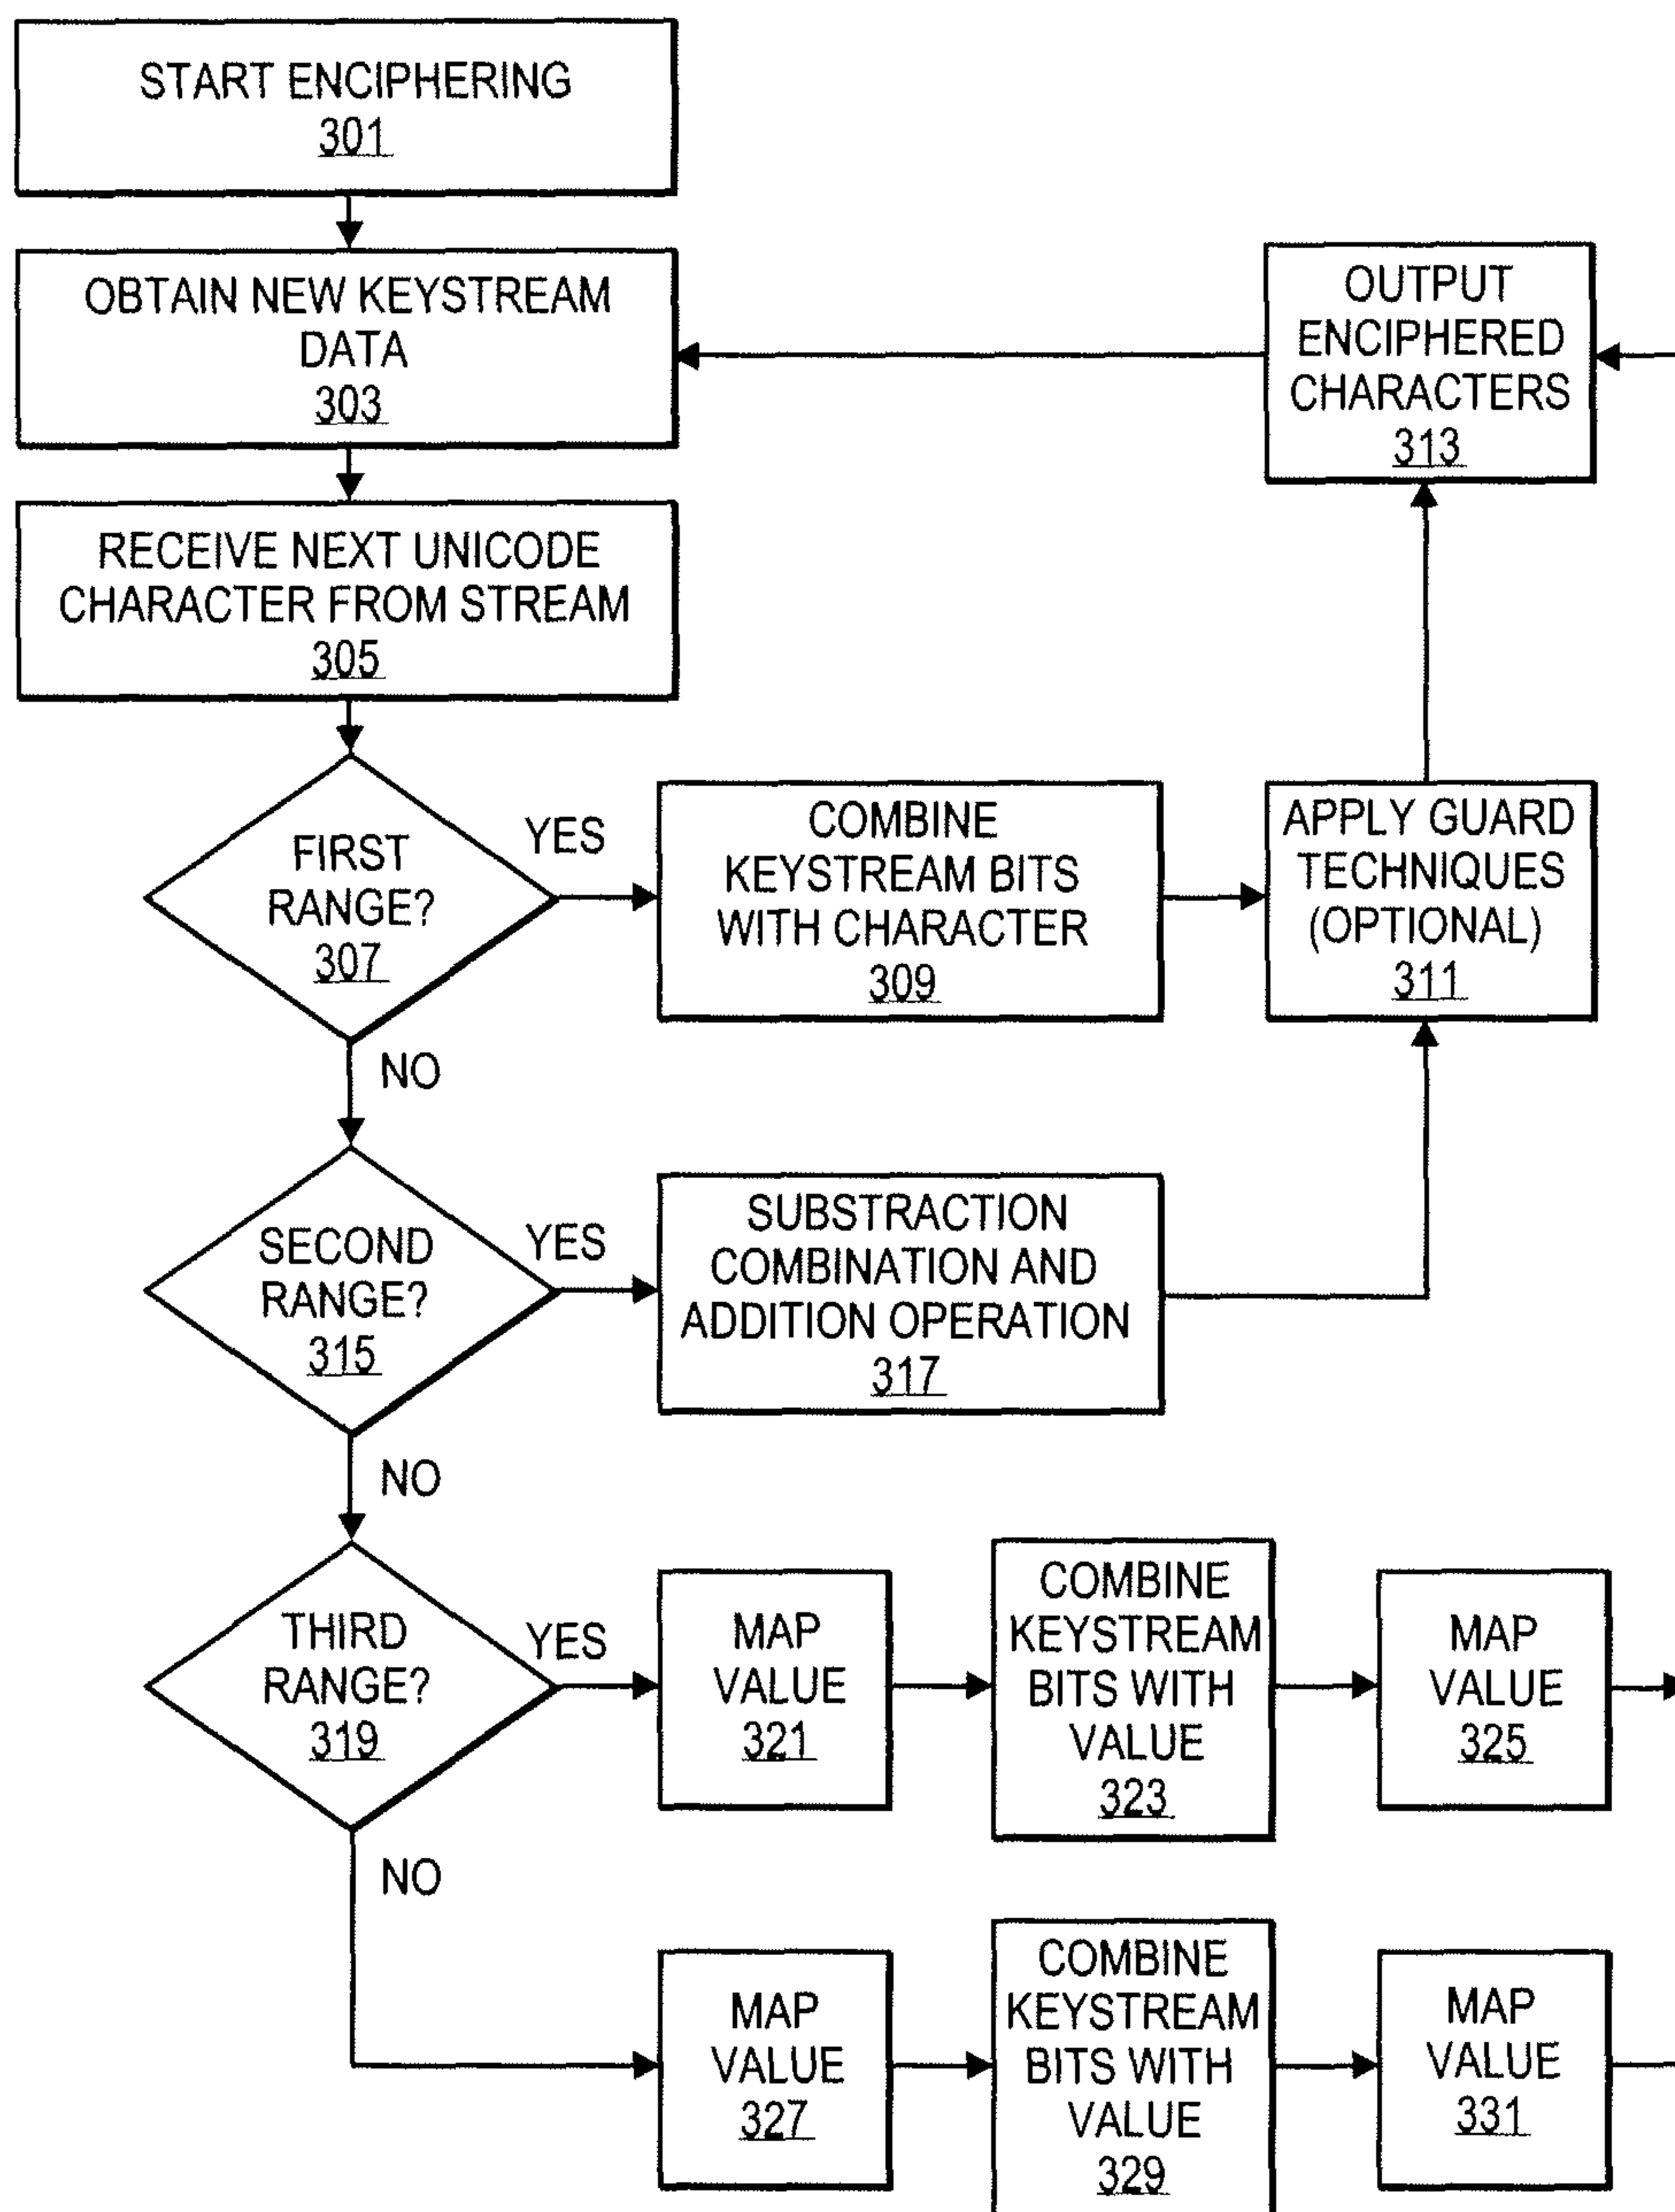 START ENCIPHERING
301
OBTAIN NEW KEYSTREAM
DATA
303
RECEIVE NEXT UNICODE
CHARACTER FROM STREAM
305
OUTPUT
ENCIPHERED
CHARACTERS
313
FIRST
RANGE?
307
YES
NO
COMBINE
KEYSTREAM BITS
WITH CHARACTER
309
APPLY GUARD
TECHNIQUES
(OPTIONAL)
311
SECOND
RANGE?
315
YES
NO
SUBSTRACTION
COMBINATION AND
ADDITION OPERATION
317
THIRD
RANGE?
319
YES
NO
MAP
VALUE
321
COMBINE
KEYSTREAM
BITS WITH
VALUE
323
MAP
VALUE
325
MAP
VALUE
327
COMBINE
KEYSTREAM
BITS WITH
VALUE
329
MAP
VALUE
331